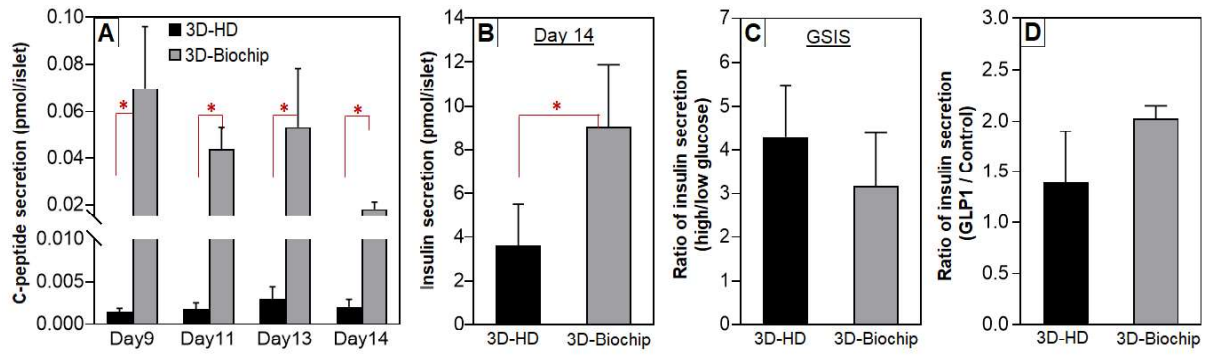 A
3D-HD
3D-Biochip
C-peptide secretion (pmol/islet)
0.10
0.08
0.06
0.04
0.02
0.010
0.005
0.000
*
*
*
*
Day9
Day11
Day13
Day14
B
Day 14
Insulin secretion (pmol/islet)
14
12
10
8
6
4
2
0
*
3D-HD
3D-Biochip
C
GSIS
Ratio of insulin secretion
(high/low glucose)
7
6
5
4
3
2
1
0
3D-HD
3D-Biochip
D
Ratio of insulin secretion
(GLP1 / Control)
3.0
2.5
2.0
1.5
1.0
0.5
0.0
3D-HD
3D-Biochip